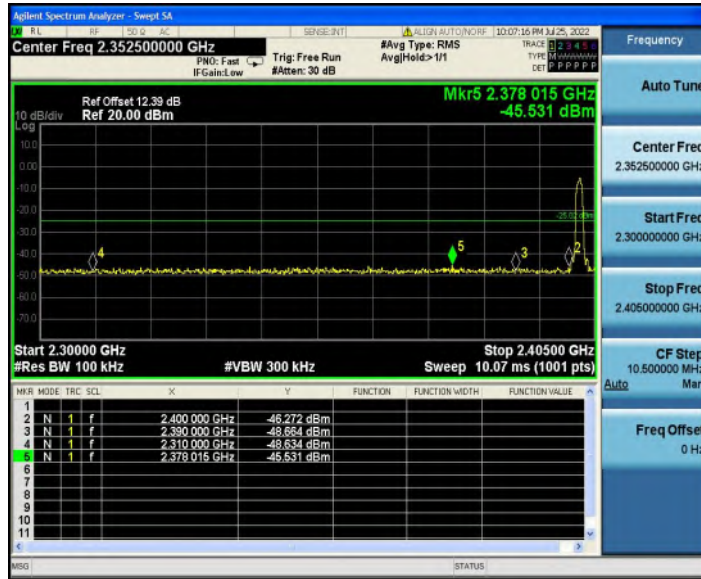 Agilent Spectrum Analyzer - Swept SA
RL RF 50 Ω AC SENSE:INT ALIGN AUTO/NORF 10:07:16 PM Jul 25, 2022
Center Freq 2.352500000 GHz
PNO: Fast
IFGain:Low
Trig: Free Run
#Atten: 30 dB
#Avg Type: RMS
Avg|Hold:>1/1
TRACE 1 2 3 4 5 6
TYPE
DET P P P P P P
Ref Offset 12.39 dB
10 dB/div Ref 20.00 dBm
Log
Mkr5 2.378 015 GHz
-45.531 dBm
10.0
0.00
-10.0
-20.0
-25.02 dBm
-30.0
-40.0
-50.0
-60.0
-70.0
4
5
3
2
Start 2.30000 GHz Stop 2.40500 GHz
#Res BW 100 kHz #VBW 300 kHz Sweep 10.07 ms (1001 pts)
MKR MODE TRC SCL X Y FUNCTION FUNCTION WIDTH FUNCTION VALUE
1
2 N 1 f 2.400 000 GHz -46.272 dBm
3 N 1 f 2.390 000 GHz -48.664 dBm
4 N 1 f 2.310 000 GHz -48.634 dBm
5 N 1 f 2.378 015 GHz -45.531 dBm
6
7
8
9
10
11
MSG STATUS
Frequency
Auto Tune
Center Freq
2.352500000 GHz
Start Freq
2.300000000 GHz
Stop Freq
2.405000000 GHz
CF Step
10.500000 MHz
Auto Man
Freq Offset
0 Hz